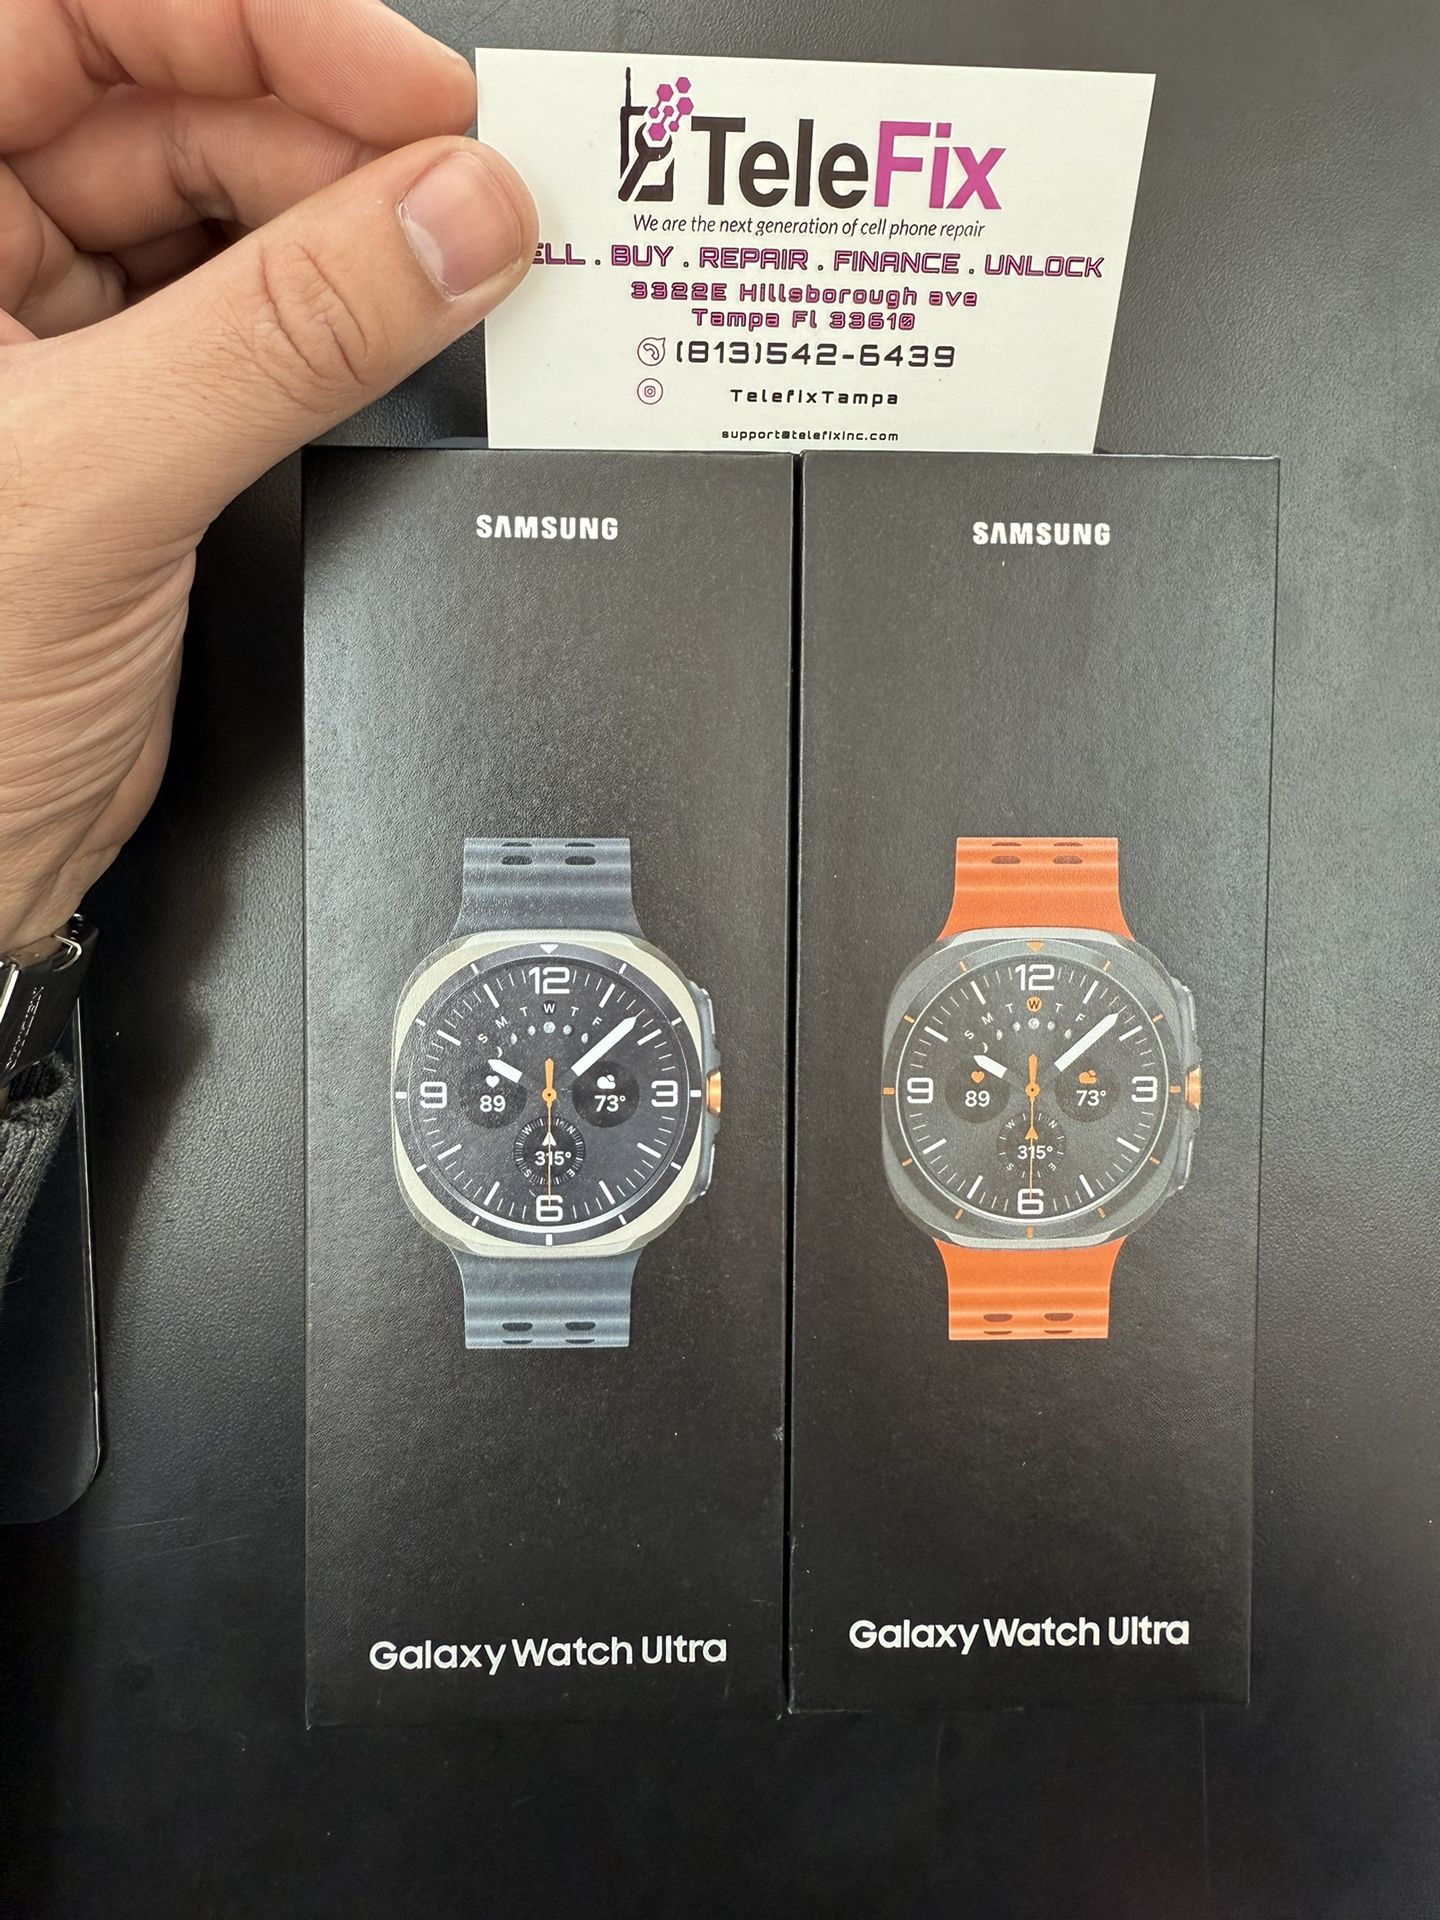 TeleFix
We are the next generation of cell phone repair
ELL . BUY . REPAIR . FINANCE . UNLOCK
3322E Hillsborough ave
Tampa Fl 33610
(813)542-6439
TelefixTampa
support@telefixinc.com
SAMSUNG
12
S M T W T F
9
89
73°
3
W N
315°
S E
6
Galaxy Watch Ultra
SAMSUNG
12
S M T W T F
9
89
73°
3
W N
315°
S E
6
Galaxy Watch Ultra